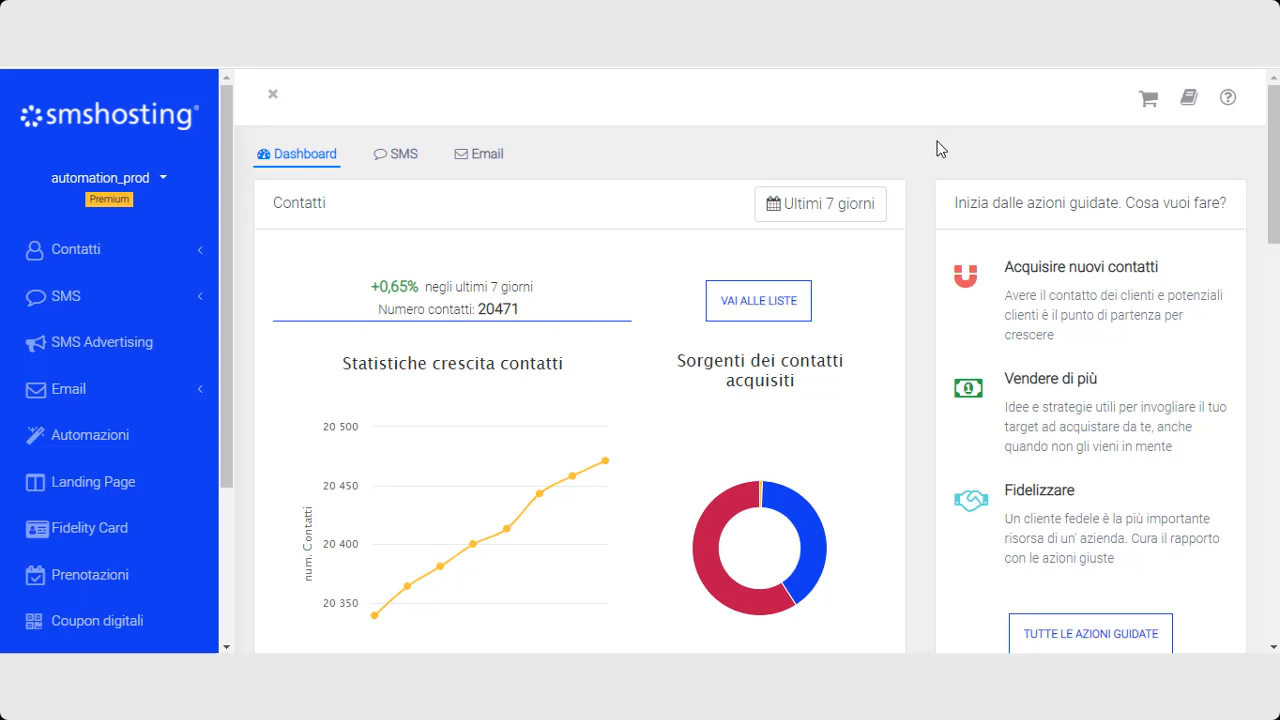 smshosting®
automation_prod
Premium
Contatti
SMS
SMS Advertising
Email
Automazioni
Landing Page
Fidelity Card
Prenotazioni
Coupon digitali
Dashboard
SMS
Email
Contatti
Ultimi 7 giorni
+0,65% negli ultimi 7 giorni
Numero contatti: 20471
VAI ALLE LISTE
Statistiche crescita contatti
20 500
20 450
20 400
20 350
num. Contatti
Sorgenti dei contatti
acquisiti
Inizia dalle azioni guidate. Cosa vuoi fare?
Acquisire nuovi contatti
Avere il contatto dei clienti e potenziali
clienti è il punto di partenza per
crescere
Vendere di più
Idee e strategie utili per invogliare il tuo
target ad acquistare da te, anche
quando non gli vieni in mente
Fidelizzare
Un cliente fedele è la più importante
risorsa di un' azienda. Cura il rapporto
con le azioni giuste
TUTTE LE AZIONI GUIDATE